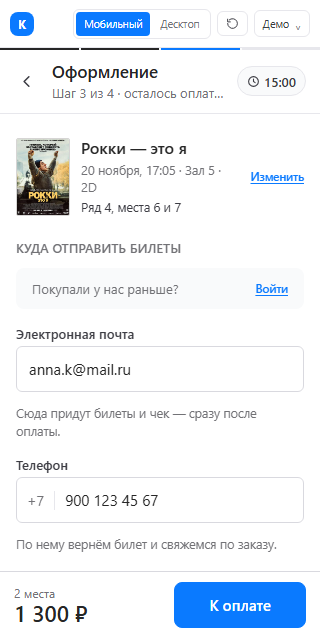 К
Мобильный
Десктоп
Демо
Оформление
Шаг 3 из 4 · осталось оплат...
15:00
РОККИ
ЭТО Я
Рокки — это я
20 ноября, 17:05 · Зал 5 ·
2D
Ряд 4, места 6 и 7
Изменить
КУДА ОТПРАВИТЬ БИЛЕТЫ
Покупали у нас раньше?
Войти
Электронная почта
anna.k@mail.ru
Сюда придут билеты и чек — сразу после
оплаты.
Телефон
+7
900 123 45 67
По нему вернём билет и свяжемся по заказу.
2 места
1 300 ₽
К оплате